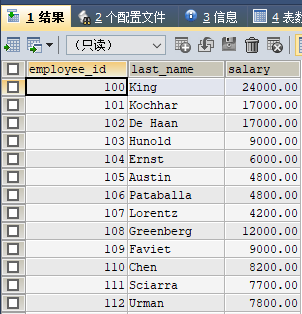 1 结果 2 个配置文件 3 信息 4 表数
（只读）
employee_id last_name salary
100 King 24000.00
101 Kochhar 17000.00
102 De Haan 17000.00
103 Hunold 9000.00
104 Ernst 6000.00
105 Austin 4800.00
106 Pataballa 4800.00
107 Lorentz 4200.00
108 Greenberg 12000.00
109 Faviet 9000.00
110 Chen 8200.00
111 Sciarra 7700.00
112 Urman 7800.00